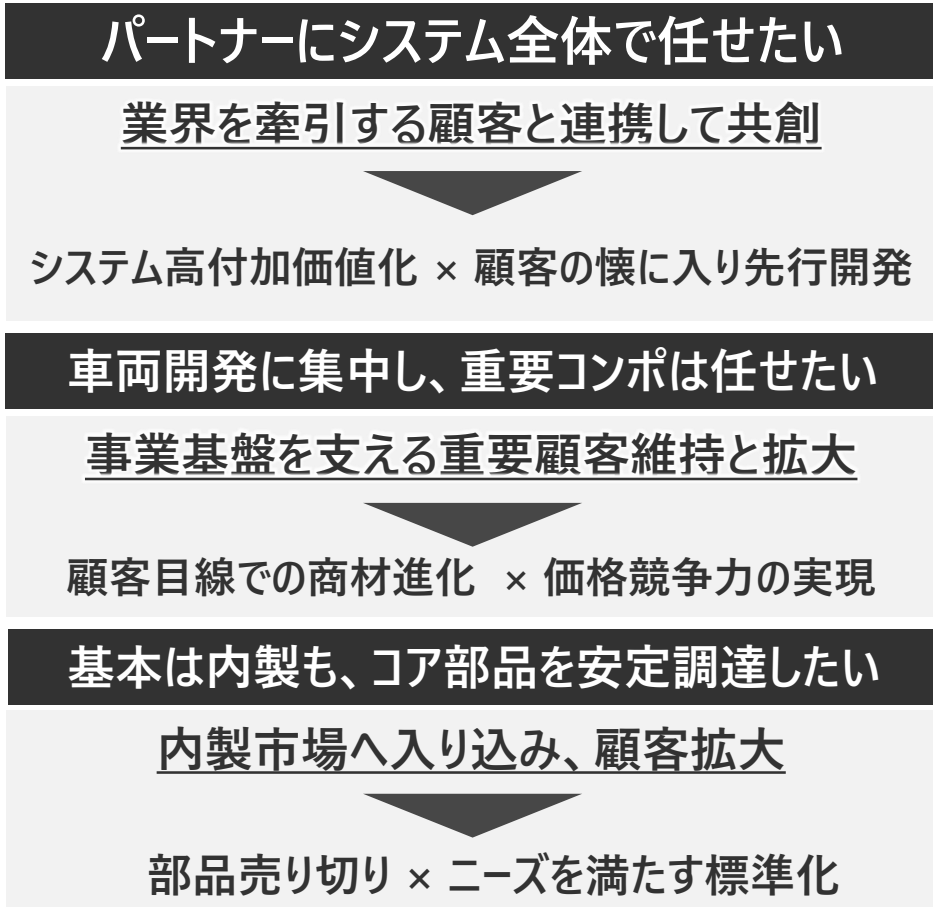 パートナーにシステム全体で任せたい
業界を牽引する顧客と連携して共創
システム高付加価値化 × 顧客の懐に入り先行開発
車両開発に集中し、重要コンポは任せたい
事業基盤を支える重要顧客維持と拡大
顧客目線での商材進化 × 価格競争力の実現
基本は内製も、コア部品を安定調達したい
内製市場へ入り込み、顧客拡大
部品売り切り × ニーズを満たす標準化